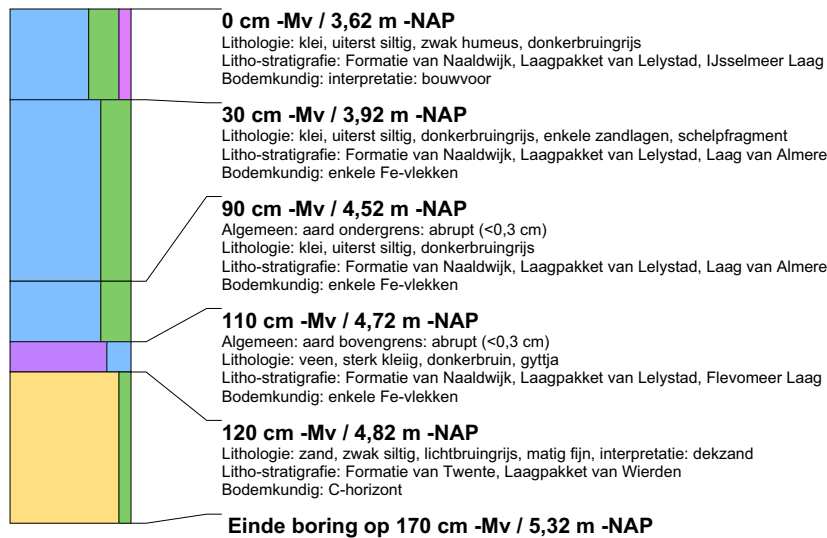 0 cm -Mv / 3,62 m -NAP
Lithologie: klei, uiterst siltig, zwak humeus, donkerbruingrijs
Litho-stratigrafie: Formatie van Naaldwijk, Laagpakket van Lelystad, IJsselmeer Laag
Bodemkundig: interpretatie: bouwvoor
30 cm -Mv / 3,92 m -NAP
Lithologie: klei, uiterst siltig, donkerbruingrijs, enkele zandlagen, schelpfragment
Litho-stratigrafie: Formatie van Naaldwijk, Laagpakket van Lelystad, Laag van Almere
Bodemkundig: enkele Fe-vlekken
90 cm -Mv / 4,52 m -NAP
Algemeen: aard ondergrens: abrupt (<0,3 cm)
Lithologie: klei, uiterst siltig, donkerbruingrijs
Litho-stratigrafie: Formatie van Naaldwijk, Laagpakket van Lelystad, Laag van Almere
Bodemkundig: enkele Fe-vlekken
110 cm -Mv / 4,72 m -NAP
Algemeen: aard bovengrens: abrupt (<0,3 cm)
Lithologie: veen, sterk kleiig, donkerbruin, gyttja
Litho-stratigrafie: Formatie van Naaldwijk, Laagpakket van Lelystad, Flevomeer Laag
Bodemkundig: enkele Fe-vlekken
120 cm -Mv / 4,82 m -NAP
Lithologie: zand, zwak siltig, lichtbruingrijs, matig fijn, interpretatie: dekzand
Litho-stratigrafie: Formatie van Twente, Laagpakket van Wierden
Bodemkundig: C-horizont
Einde boring op 170 cm -Mv / 5,32 m -NAP